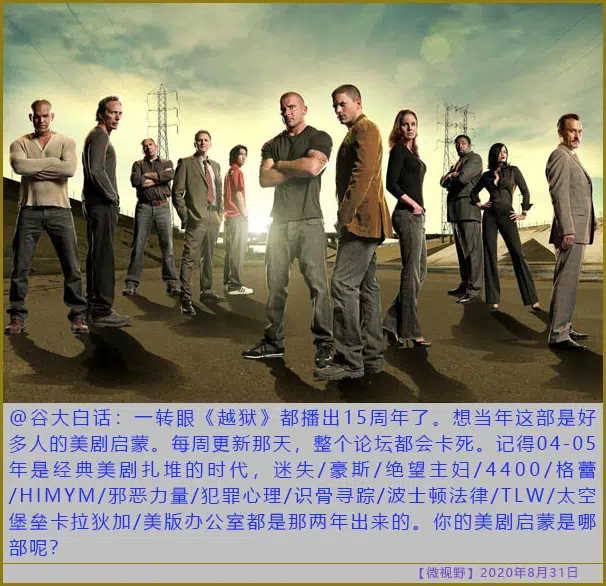 @谷大白话：一转眼《越狱》都播出15周年了。想当年这部是好
多人的美剧启蒙。每周更新那天，整个论坛都会卡死。记得04-05
年是经典美剧扎堆的时代，迷失/豪斯/绝望主妇/4400/格蕾
/HIMYM/邪恶力量/犯罪心理/识骨寻踪/波士顿法律/TLW/太空
堡垒卡拉狄加/美版办公室都是那两年出来的。你的美剧启蒙是哪
部呢？
【微视野】2020年8月31日